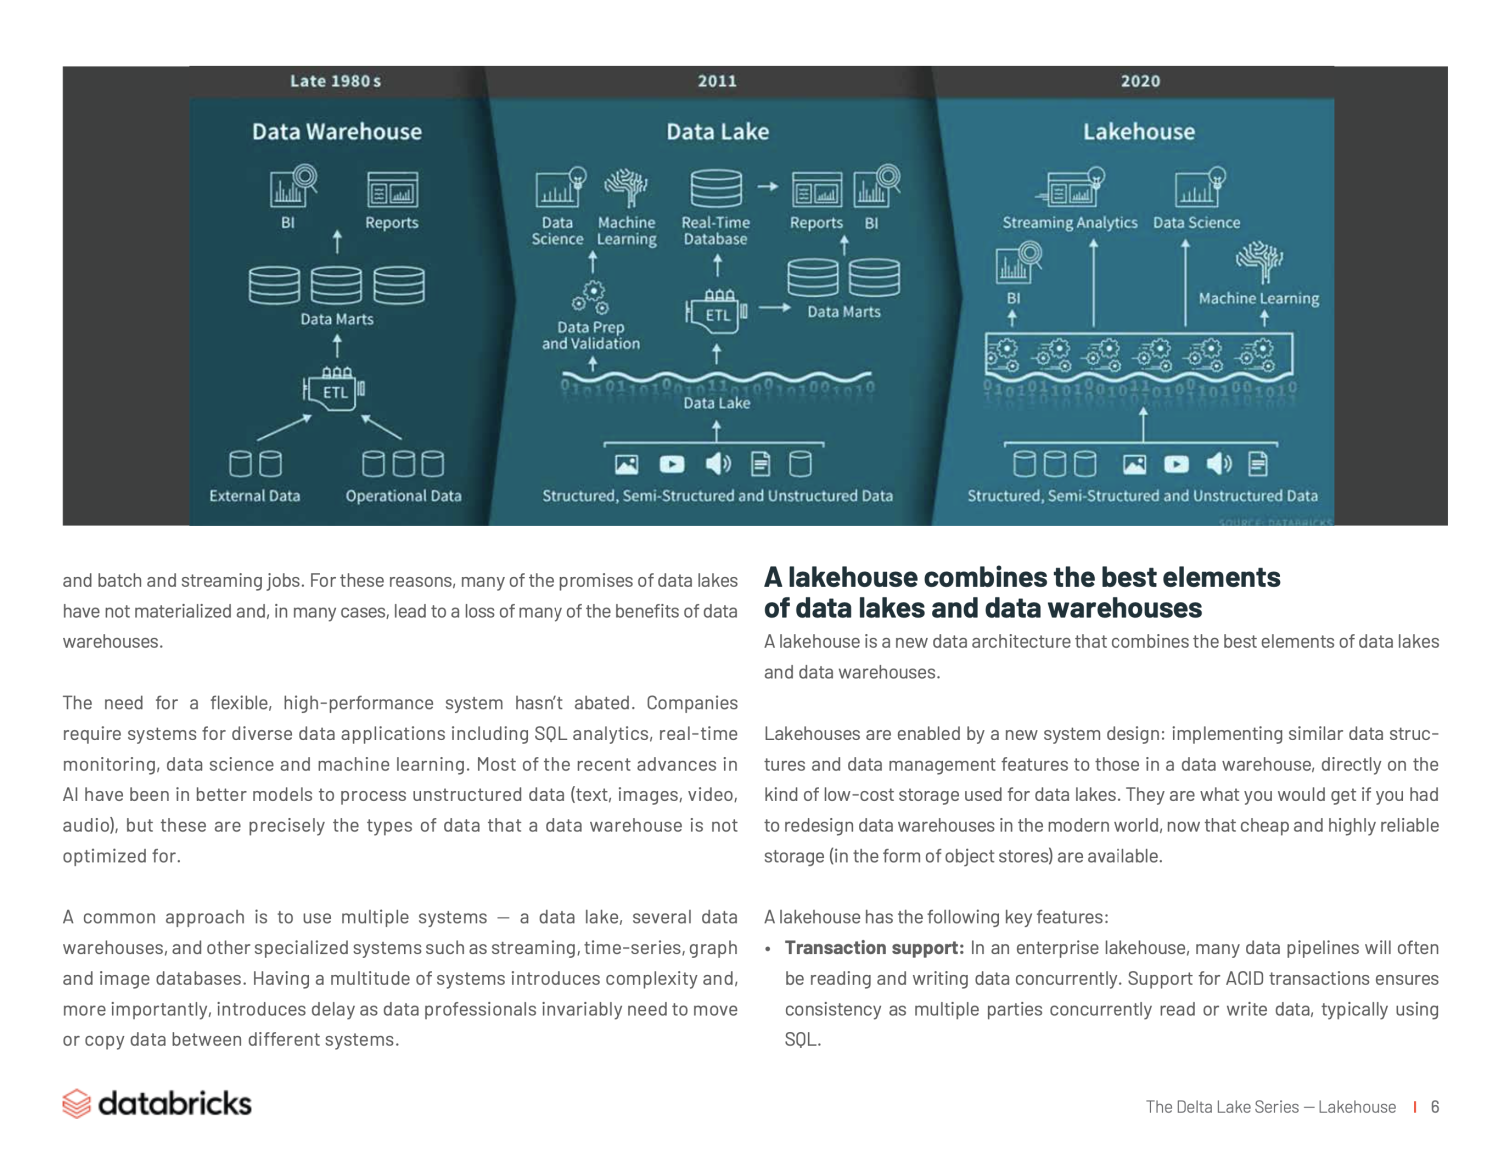 Late 1980s
Data Warehouse
BI
Reports
Data Marts
ETL
External Data
Operational Data
2011
Data Lake
Data
Science
Machine
Learning
Real-Time
Database
Reports
BI
Data Prep
and Validation
ETL
Data Marts
Data Lake
Structured, Semi-Structured and Unstructured Data
2020
Lakehouse
Streaming Analytics
Data Science
BI
Machine Learning
Structured, Semi-Structured and Unstructured Data
SOURCE: DATABRICKS
and batch and streaming jobs. For these reasons, many of the promises of data lakes
have not materialized and, in many cases, lead to a loss of many of the benefits of data
warehouses.
The need for a flexible, high-performance system hasn’t abated. Companies
require systems for diverse data applications including SQL analytics, real-time
monitoring, data science and machine learning. Most of the recent advances in
AI have been in better models to process unstructured data (text, images, video,
audio), but these are precisely the types of data that a data warehouse is not
optimized for.
A common approach is to use multiple systems — a data lake, several data
warehouses, and other specialized systems such as streaming, time-series, graph
and image databases. Having a multitude of systems introduces complexity and,
more importantly, introduces delay as data professionals invariably need to move
or copy data between different systems.
A lakehouse combines the best elements
of data lakes and data warehouses
A lakehouse is a new data architecture that combines the best elements of data lakes
and data warehouses.
Lakehouses are enabled by a new system design: implementing similar data struc-
tures and data management features to those in a data warehouse, directly on the
kind of low-cost storage used for data lakes. They are what you would get if you had
to redesign data warehouses in the modern world, now that cheap and highly reliable
storage (in the form of object stores) are available.
A lakehouse has the following key features:
• Transaction support: In an enterprise lakehouse, many data pipelines will often
be reading and writing data concurrently. Support for ACID transactions ensures
consistency as multiple parties concurrently read or write data, typically using
SQL.
databricks
The Delta Lake Series — Lakehouse | 6